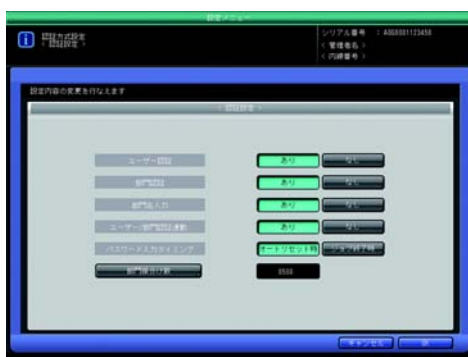 設定メニュー
認証方式設定
< 認証設定 >
シリアル番号 : A0G0001123456
< 管理者名 >
< 内線番号 >
設定内容の変更を行なえます
< 認証設定 >
ユーザー認証 あり なし
部門認証 あり なし
部門名入力 あり なし
ユーザー/部門認証連動 あり なし
パスワード入力タイミング オートリセット時 ジョブ終了時
部門振分け数 0500
キャンセル OK